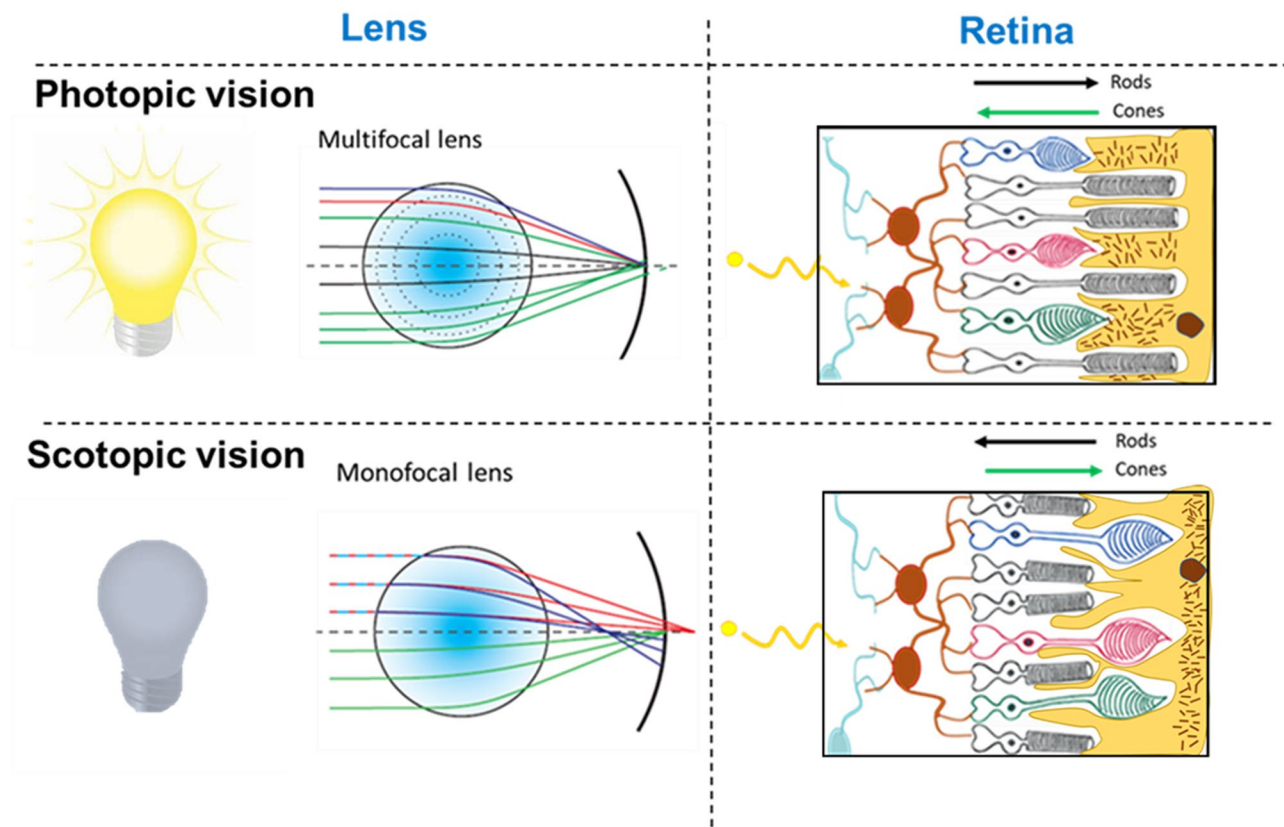 Lens
Retina
Photopic vision
Rods
Cones
Multifocal lens
Scotopic vision
Rods
Cones
Monofocal lens